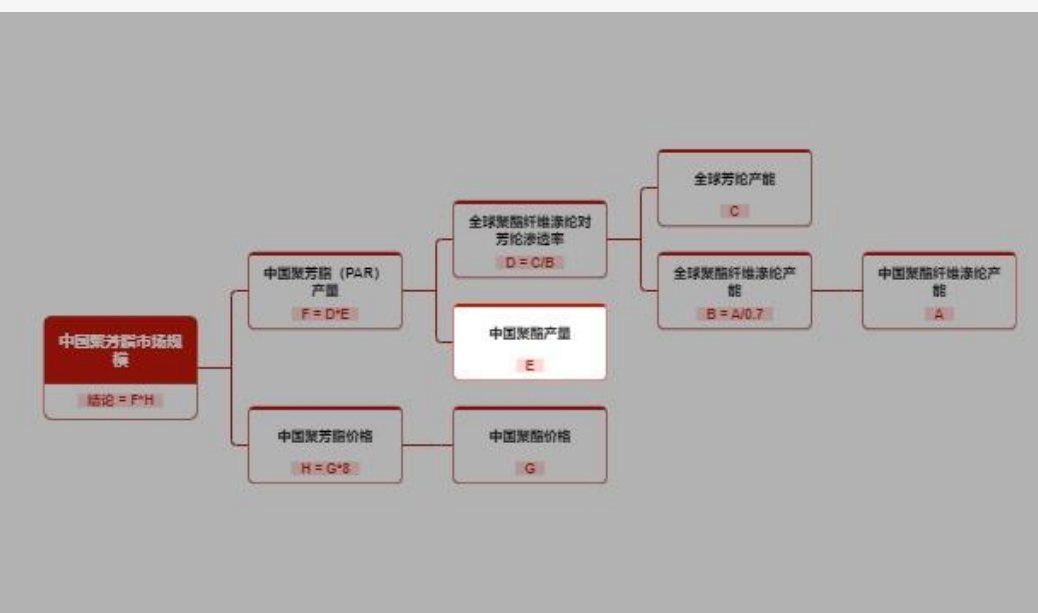 中国聚芳酯市场规
模
结论 = F*H
中国聚芳酯（PAR）
产量
F = D*E
中国聚芳酯价格
H = G*8
全球聚酯纤维涤纶对
芳纶渗透率
D = C/B
中国聚酯产量
E
中国聚酯价格
G
全球芳纶产能
C
全球聚酯纤维涤纶产
能
B = A/0.7
中国聚酯纤维涤纶产
能
A